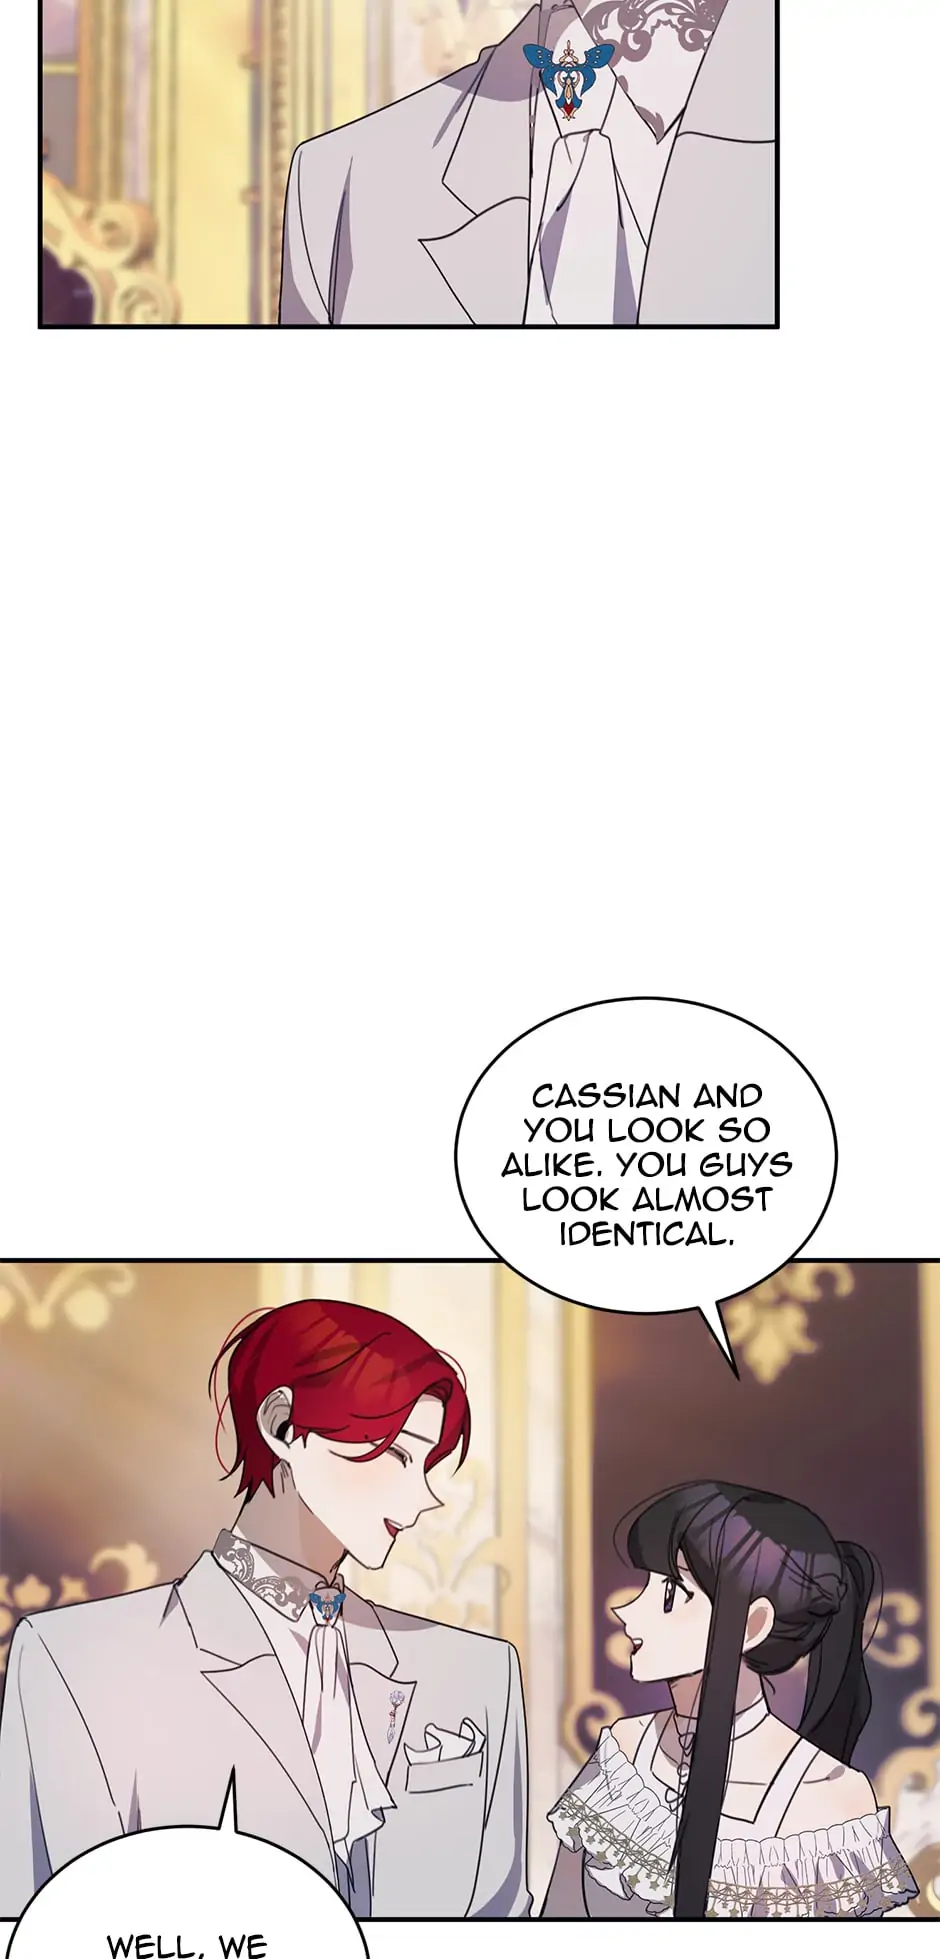 CASSIAN AND
YOU LOOK SO
ALIKE. YOU GUYS
LOOK ALMOST
IDENTICAL.
WELL, WE